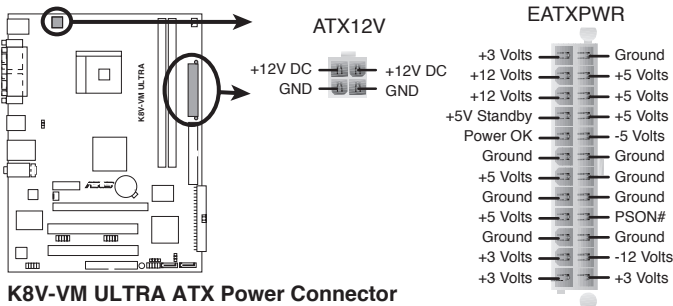 ATX12V
+12V DC +12V DC
GND GND
EATXPWR
+3 Volts Ground
+12 Volts +5 Volts
+12 Volts +5 Volts
+5V Standby +5 Volts
Power OK -5 Volts
Ground Ground
+5 Volts Ground
Ground Ground
+5 Volts PSON#
Ground Ground
+3 Volts -12 Volts
+3 Volts +3 Volts
K8V-VM ULTRA
ASUS
K8V-VM ULTRA ATX Power Connector